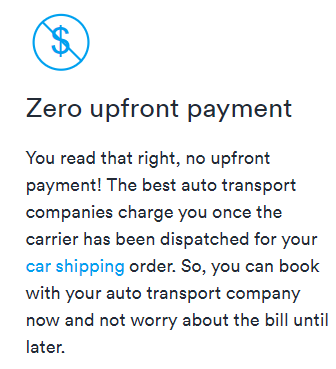 Zero upfront payment
You read that right, no upfront
payment! The best auto transport
companies charge you once the
carrier has been dispatched for your
car shipping order. So, you can book
with your auto transport company
now and not worry about the bill until
later.